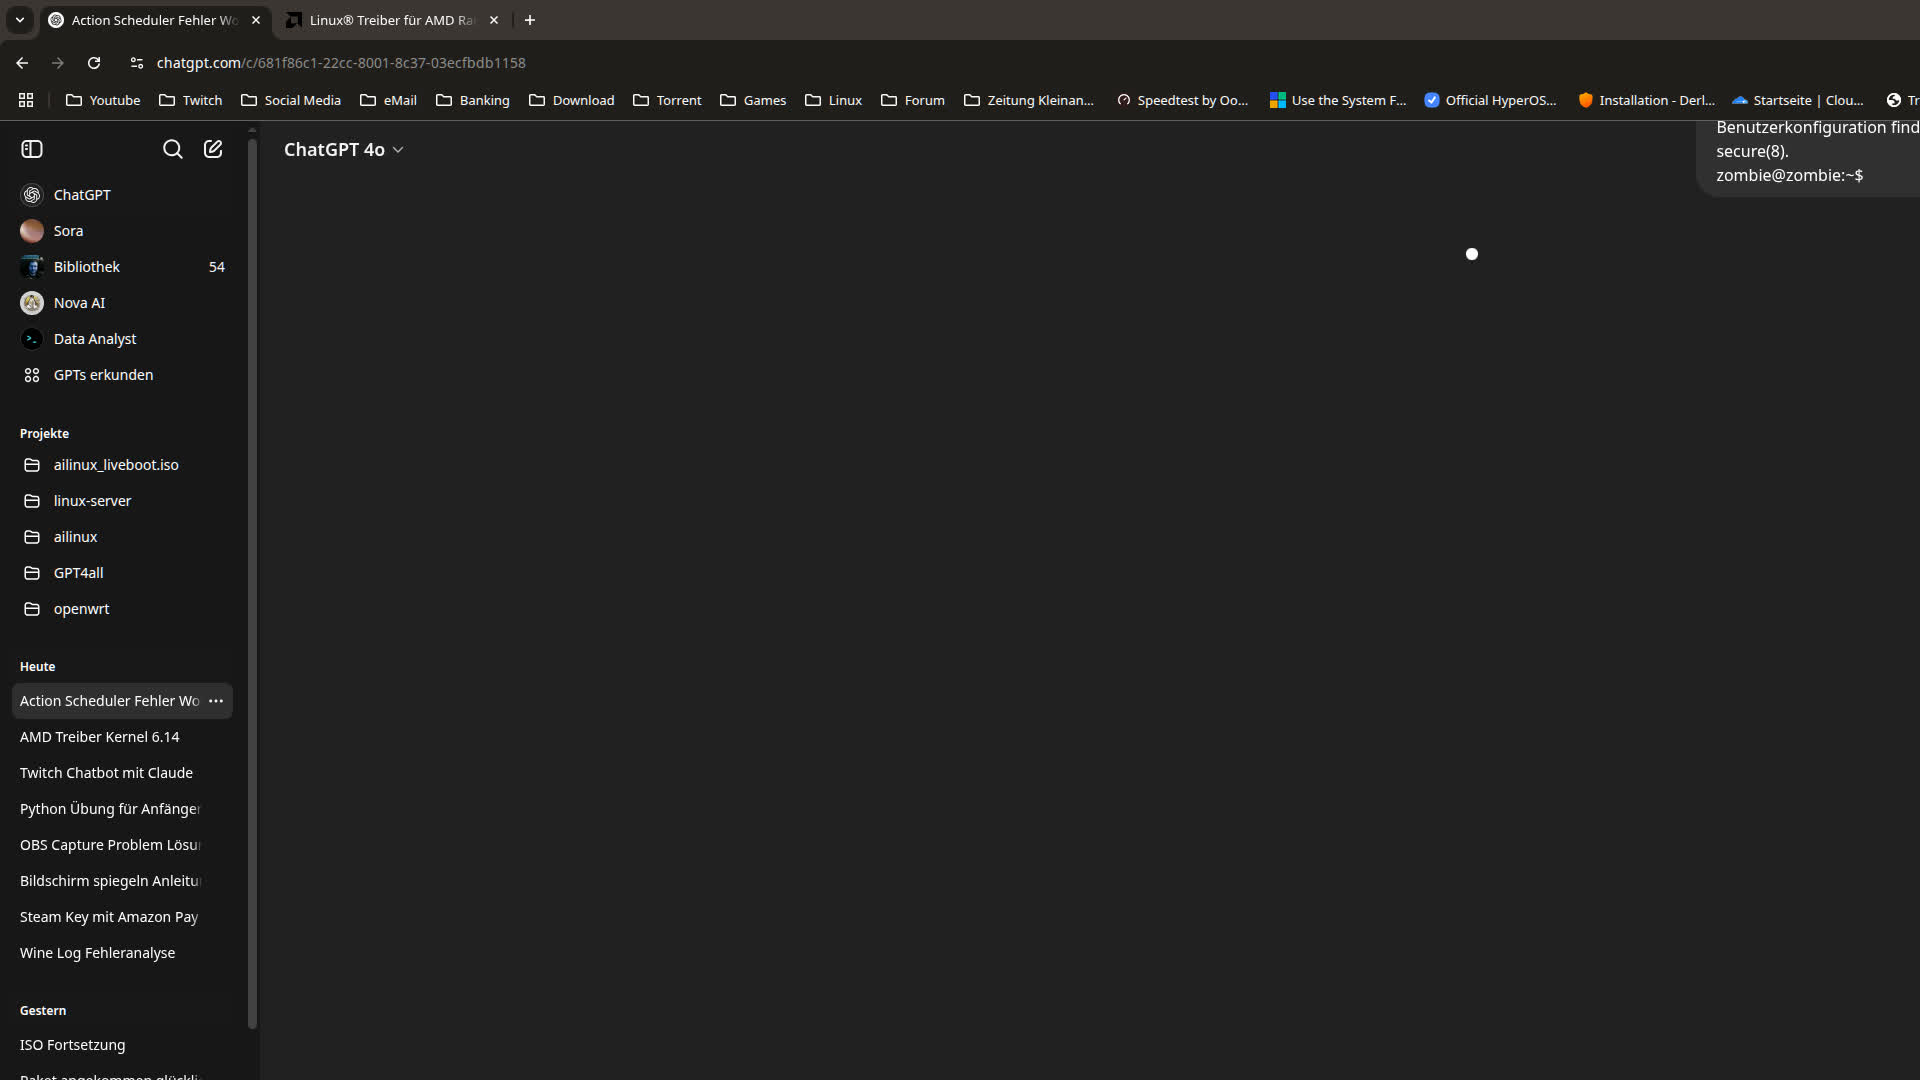 Action Scheduler Fehler Wo
Linux® Treiber für AMD Ra
chatgpt.com/c/681f86c1-22cc-8001-8c37-03ecfbdb1158
Youtube
Twitch
Social Media
eMail
Banking
Download
Torrent
Games
Linux
Forum
Zeitung Kleinan...
Speedtest by Oo...
Use the System F...
Official HyperOS...
Installation - Derl...
Startseite | Clou...
Tr
ChatGPT 4o
Benutzerkonfiguration find
secure(8).
zombie@zombie:~$
ChatGPT
Sora
Bibliothek 54
Nova AI
Data Analyst
GPTs erkunden
Projekte
ailinux_liveboot.iso
linux-server
ailinux
GPT4all
openwrt
Heute
Action Scheduler Fehler Wo
AMD Treiber Kernel 6.14
Twitch Chatbot mit Claude
Python Übung für Anfänger
OBS Capture Problem Lösu
Bildschirm spiegeln Anleitu
Steam Key mit Amazon Pay
Wine Log Fehleranalyse
Gestern
ISO Fortsetzung
Paket angekommen glückli